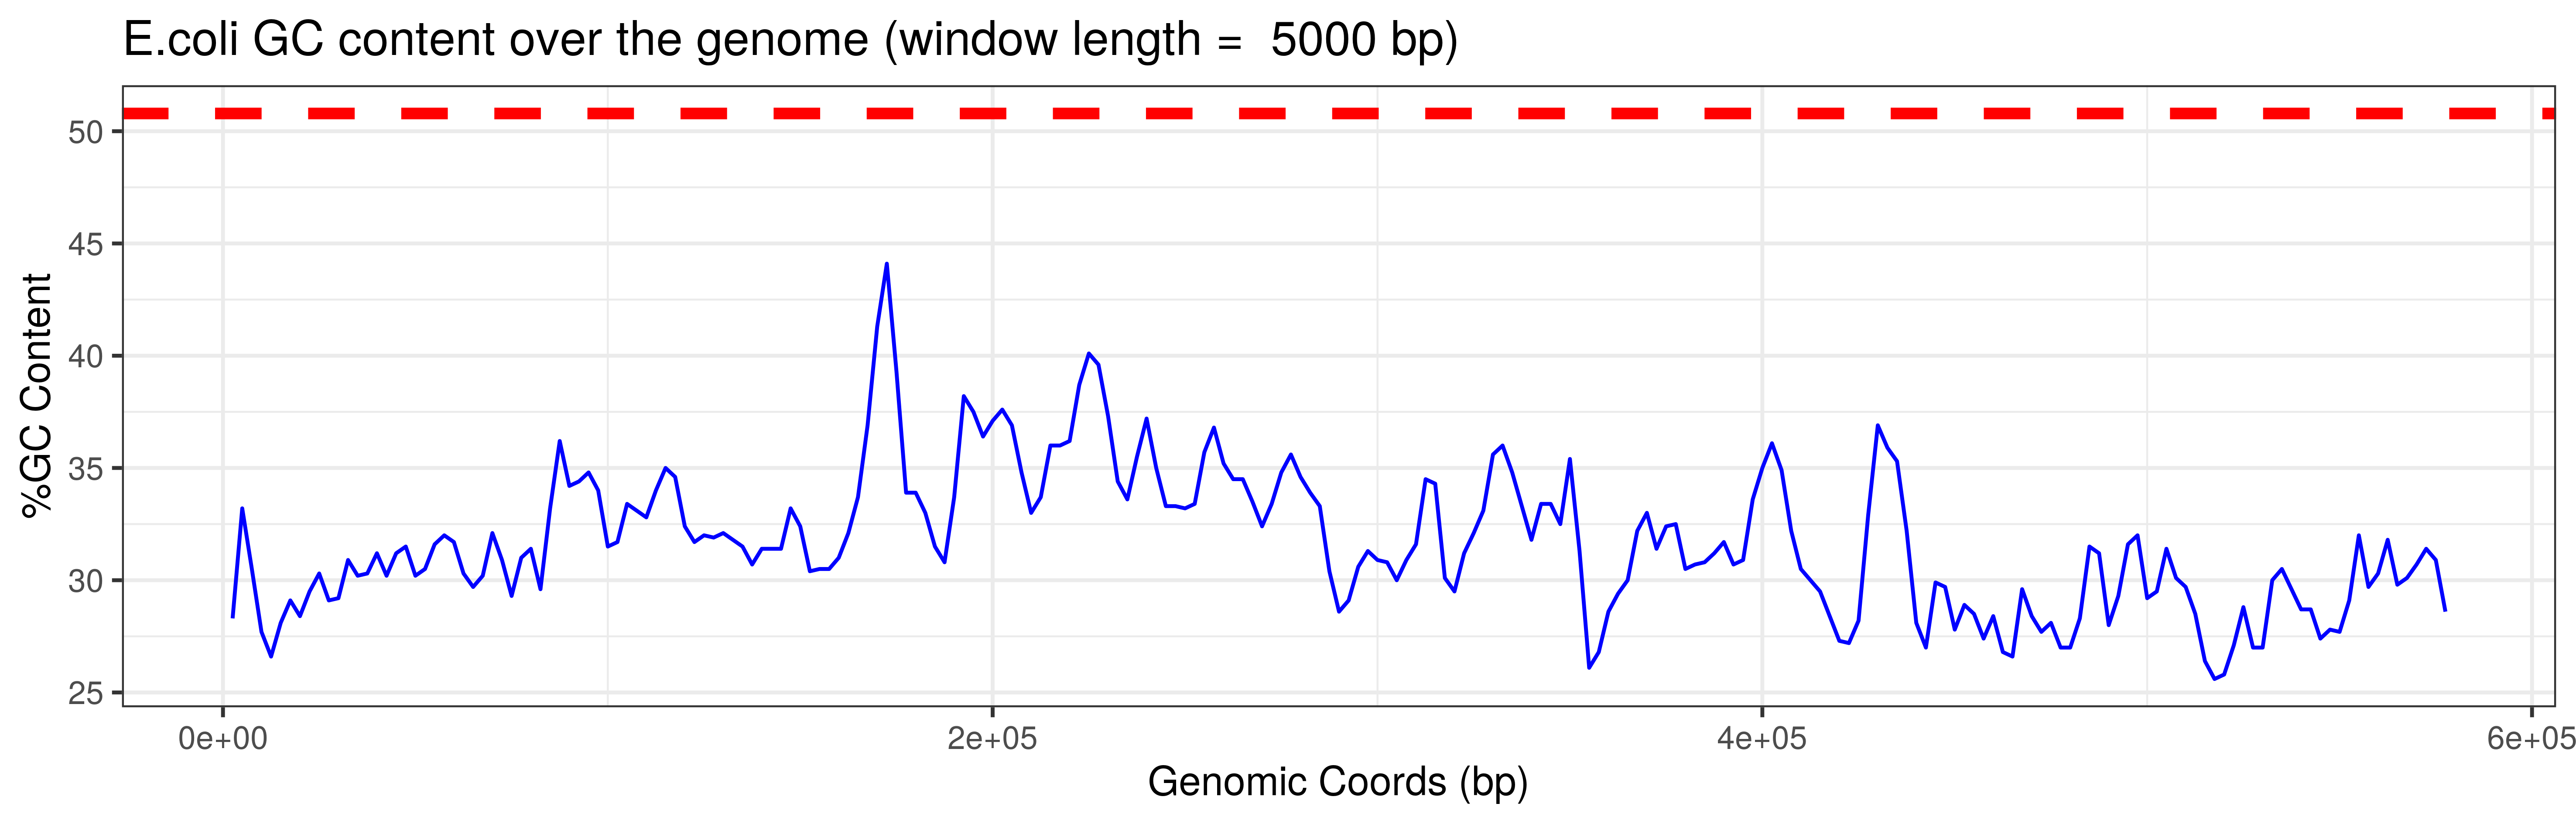 E.coli GC content over the genome (window length =  5000 bp)
%GC Content
50
45
40
35
30
25
0e+00 2e+05 4e+05 6e+05
Genomic Coords (bp)